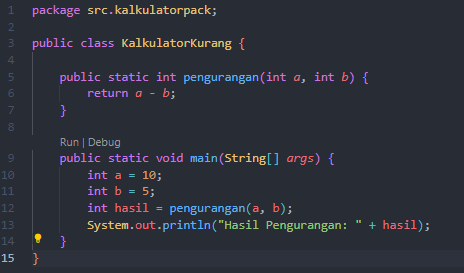 1 package src.kalkulatorpack;
2
3 public class KalkulatorKurang {
4
5 public static int pengurangan(int a, int b) {
6 return a - b;
7 }
8
Run | Debug
9 public static void main(String[] args) {
10 int a = 10;
11 int b = 5;
12 int hasil = pengurangan(a, b);
13 System.out.println("Hasil Pengurangan: " + hasil);
14 }
15 }